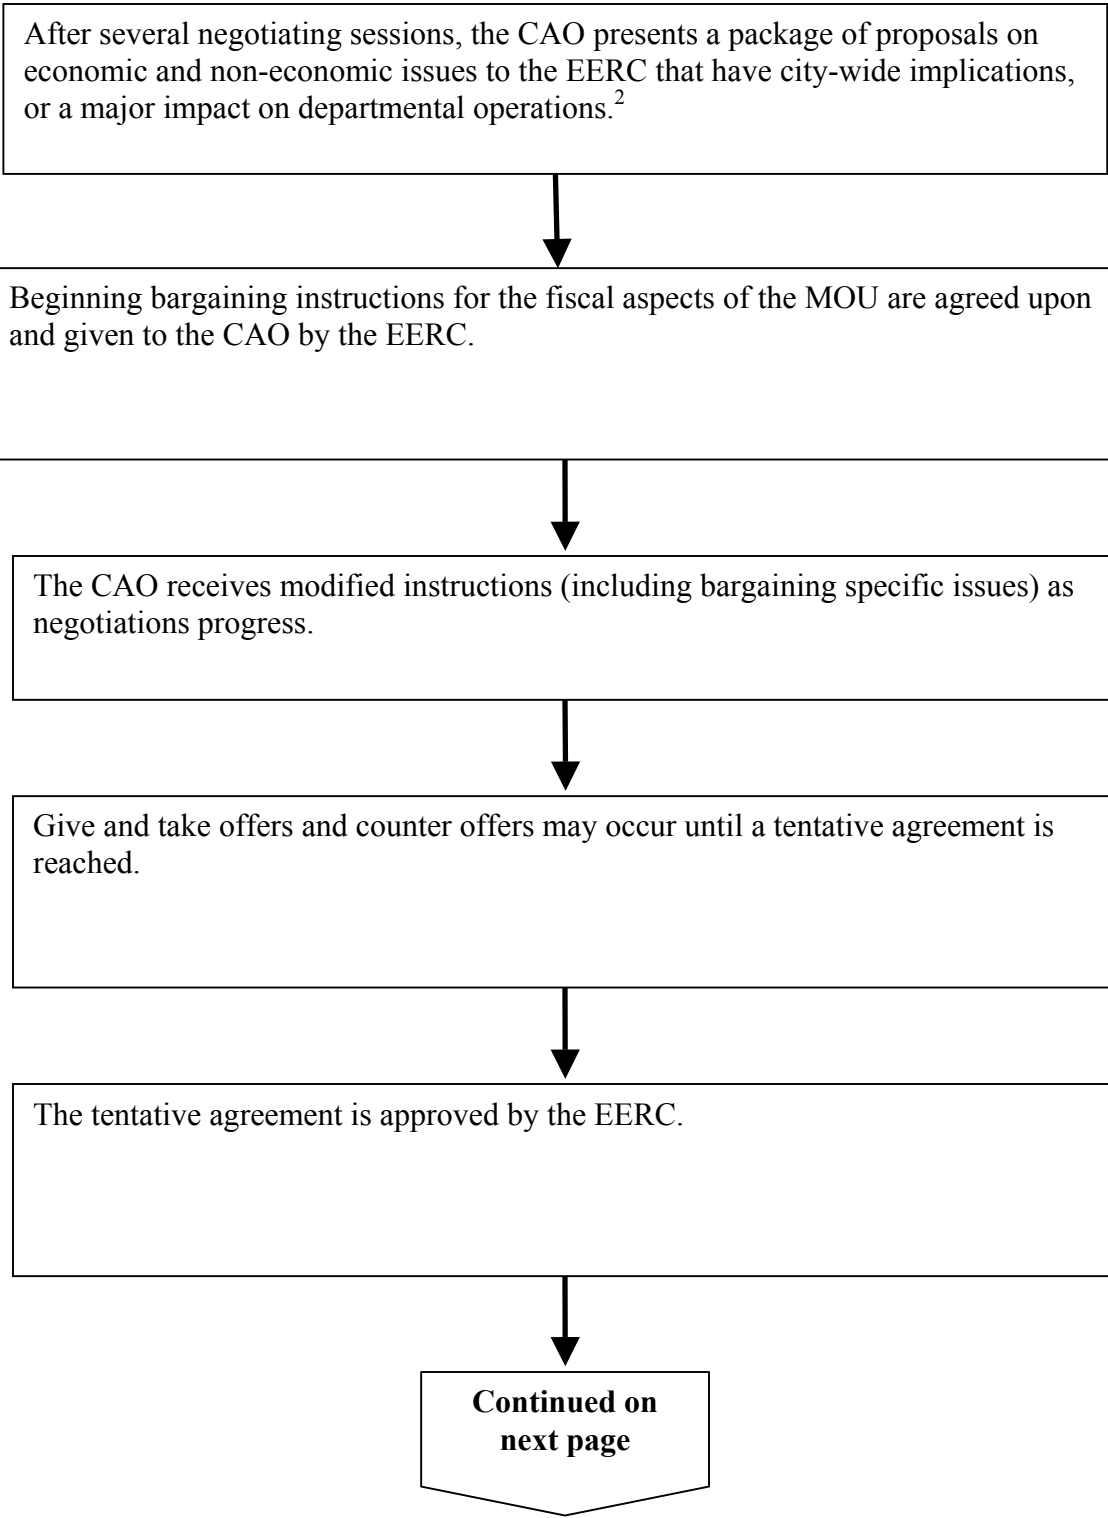 After several negotiating sessions, the CAO presents a package of proposals on
economic and non-economic issues to the EERC that have city-wide implications,
or a major impact on departmental operations.2
Beginning bargaining instructions for the fiscal aspects of the MOU are agreed upon
and given to the CAO by the EERC.
The CAO receives modified instructions (including bargaining specific issues) as
negotiations progress.
Give and take offers and counter offers may occur until a tentative agreement is
reached.
The tentative agreement is approved by the EERC.
Continued on
next page